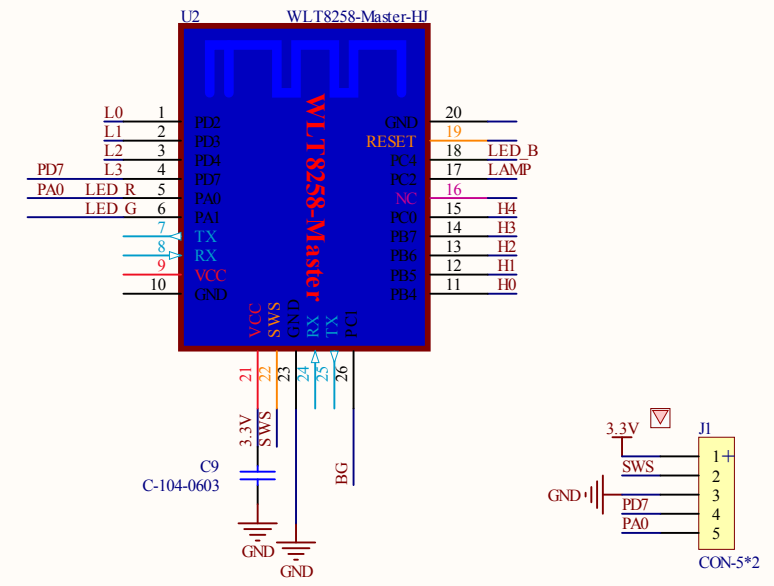 U2 WLT8258-Master-HJ
L0 1 PD2 GND 20
L1 2 PD3 RESET 19
L2 3 PD4 PC4 18 LED_B
PD7 L3 4 PD7 PC2 17 LAMP
PA0 LED_R 5 PA0 NC 16
LED_G 6 PA1 PC0 15 H4
7 TX PB7 14 H3
8 RX PB6 13 H2
9 VCC PB5 12 H1
10 GND PB4 11 H0
WLT8258-Master
VCC SWS GND RX TX PC1
21 22 23 24 25 26
3.3V SWS BG
C9
C-104-0603
GND
GND
3.3V J1
1
SWS 2
GND 3
PD7 4
PA0 5
CON-5*2